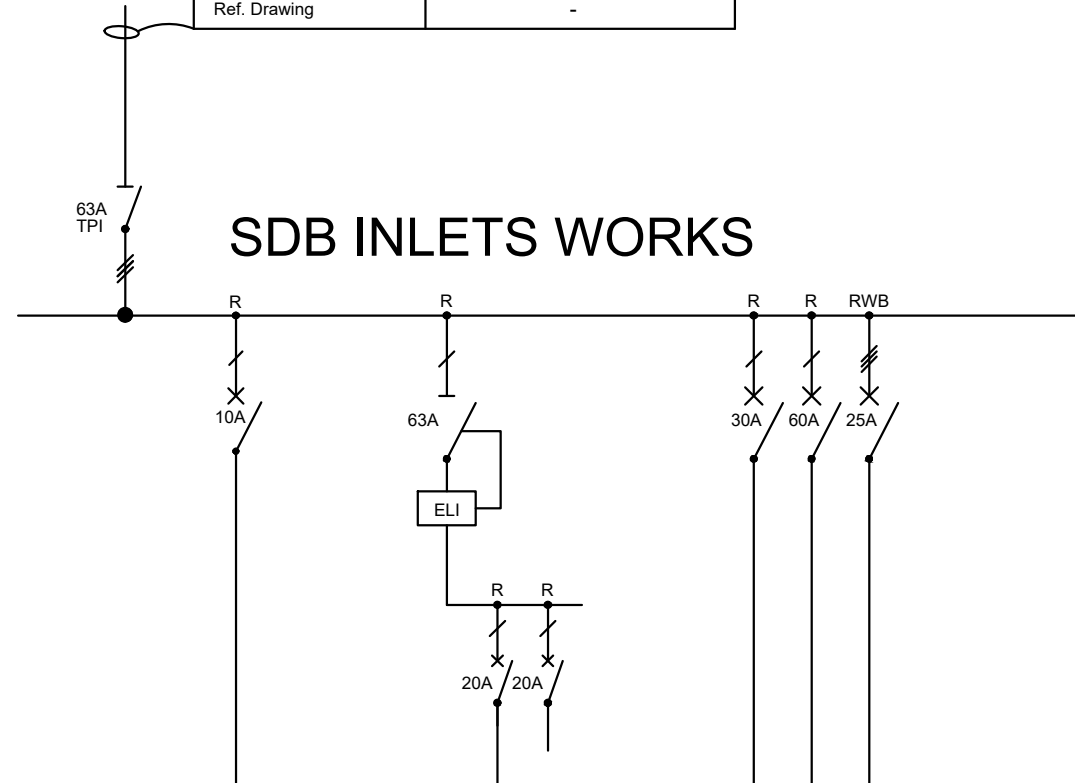 Ref. Drawing -
63A
TPI
SDB INLETS WORKS
R R R R RWB
10A 63A 30A 60A 25A
ELI
R R
20A 20A